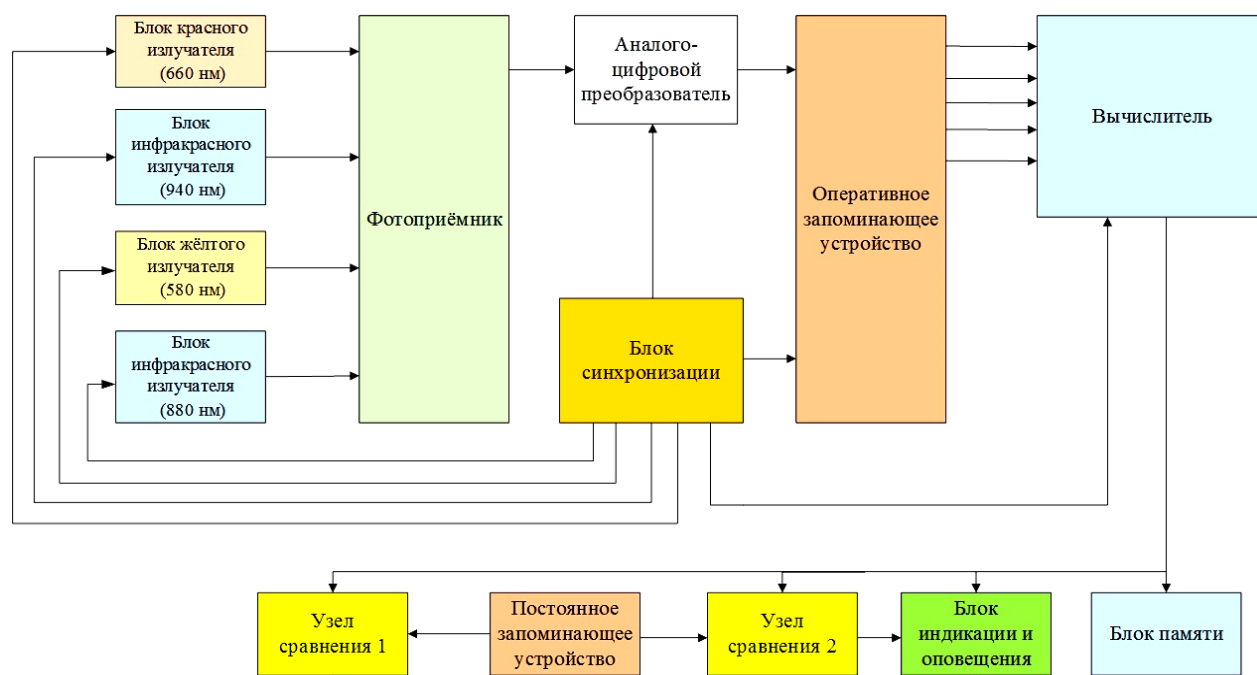 Блок красного
излучателя
(660 нм)
Блок
инфракрасного
излучателя
(940 нм)
Блок жёлтого
излучателя
(580 нм)
Блок
инфракрасного
излучателя
(880 нм)
Фотоприёмник
Аналого-
цифровой
преобразователь
Блок
синхронизации
Оперативное
запоминающее
устройство
Вычислитель
Узел
сравнения 1
Постоянное
запоминающее
устройство
Узел
сравнения 2
Блок
индикации и
оповещения
Блок памяти